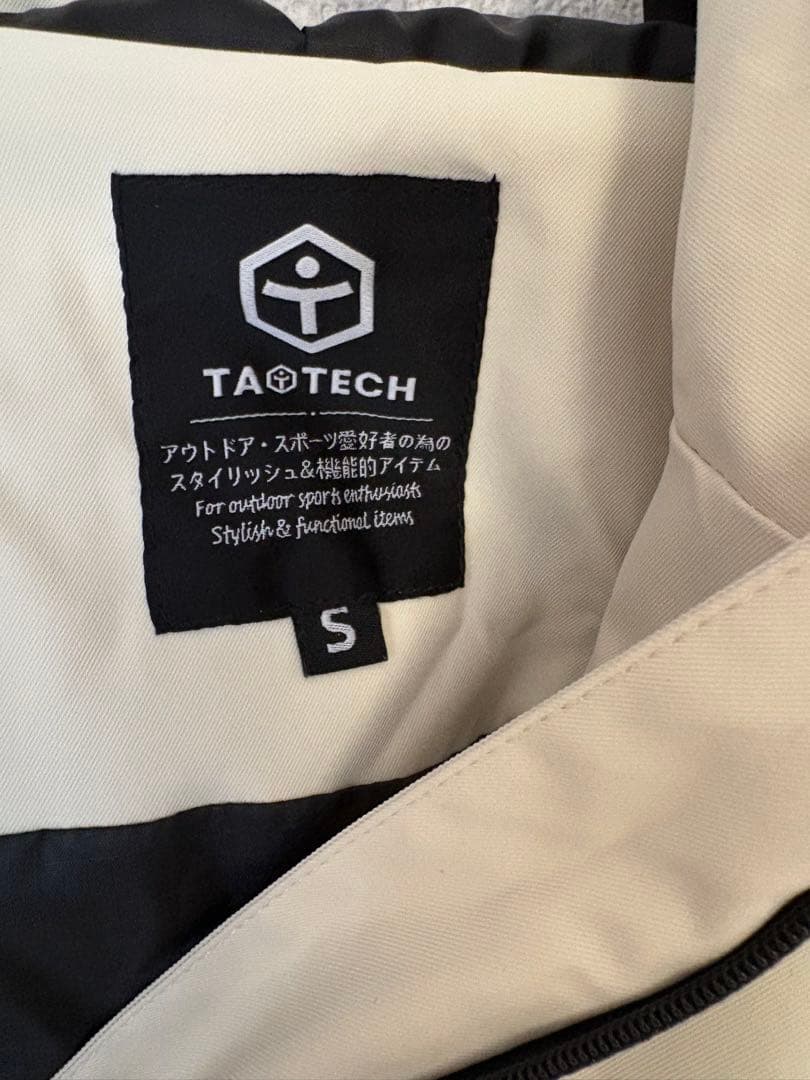 TAOTECH
アウトドア・スポーツ愛好者の為の
スタイリッシュ&機能的アイテム
For outdoor sports enthusiasts
Stylish & functional items
S